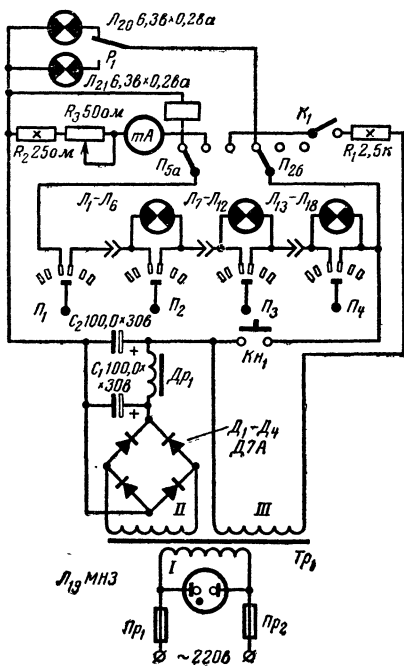 Л20 6,3в×0,2ва
Р1
Л21 6,3в×0,2ва
R3 50ом
mA
К1
R2 25ом
П5а
П2б
R1 2,5к
Л1-Л6
Л7-Л12
Л13-Л18
П1
П2
П3
П4
С2 100,0×30в
+
Кн1
С1 100,0×
×30в
+
Др1
Д1-Д4
Д7А
II
III
Тр1
I
Л19 МН3
Пр1
Пр2
~220в